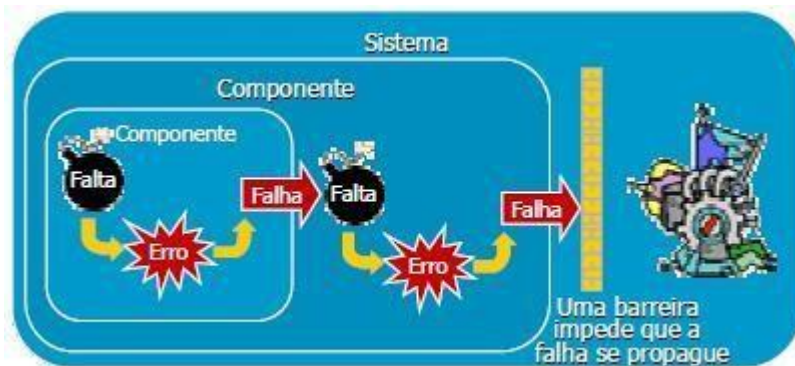 Sistema
Componente
Componente
Falta
Erro
Falha
Falta
Erro
Falha
Uma barreira
impede que a
falha se propague